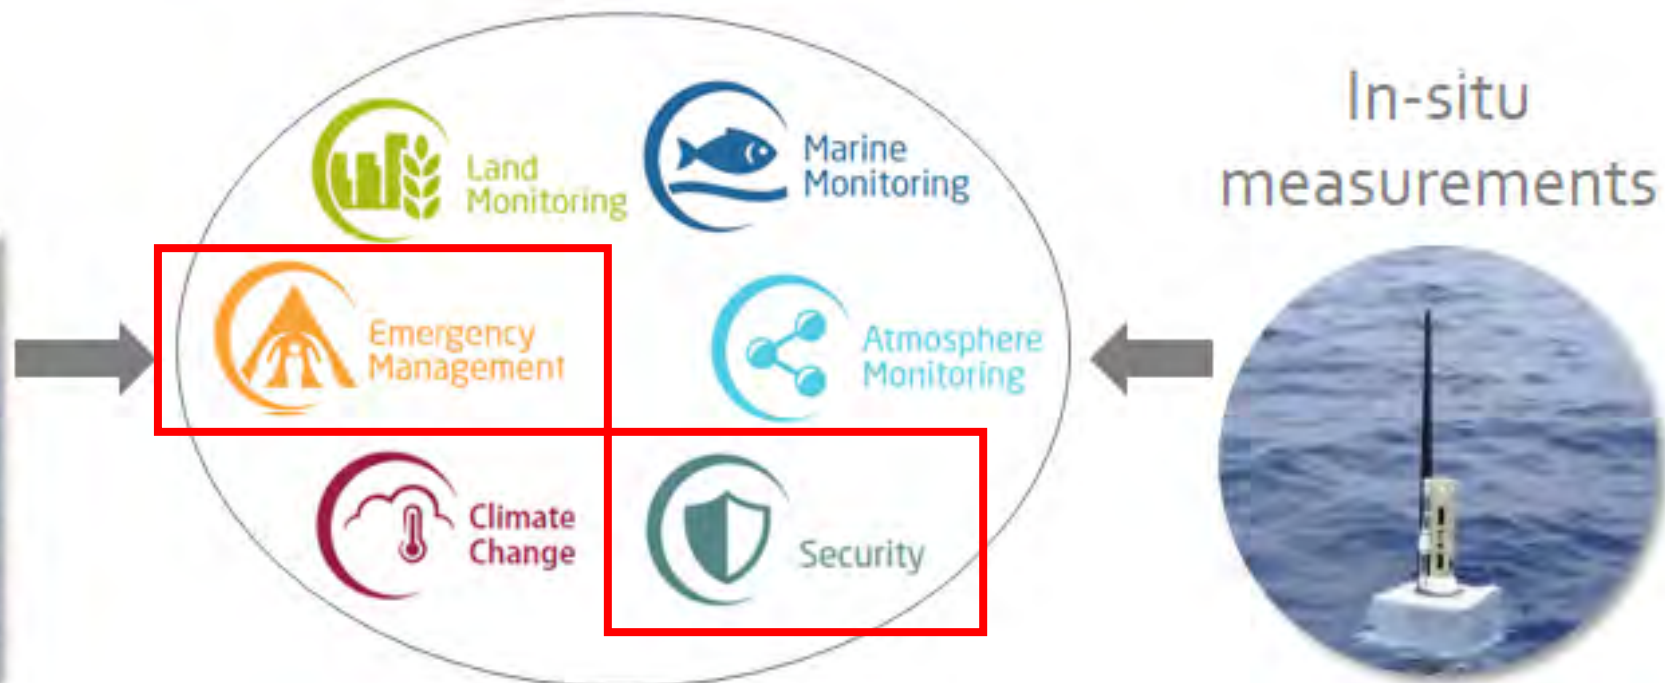 In-situ
measurements
Land
Monitoring
Marine
Monitoring
Emergency
Management
Atmosphere
Monitoring
Climate
Change
Security